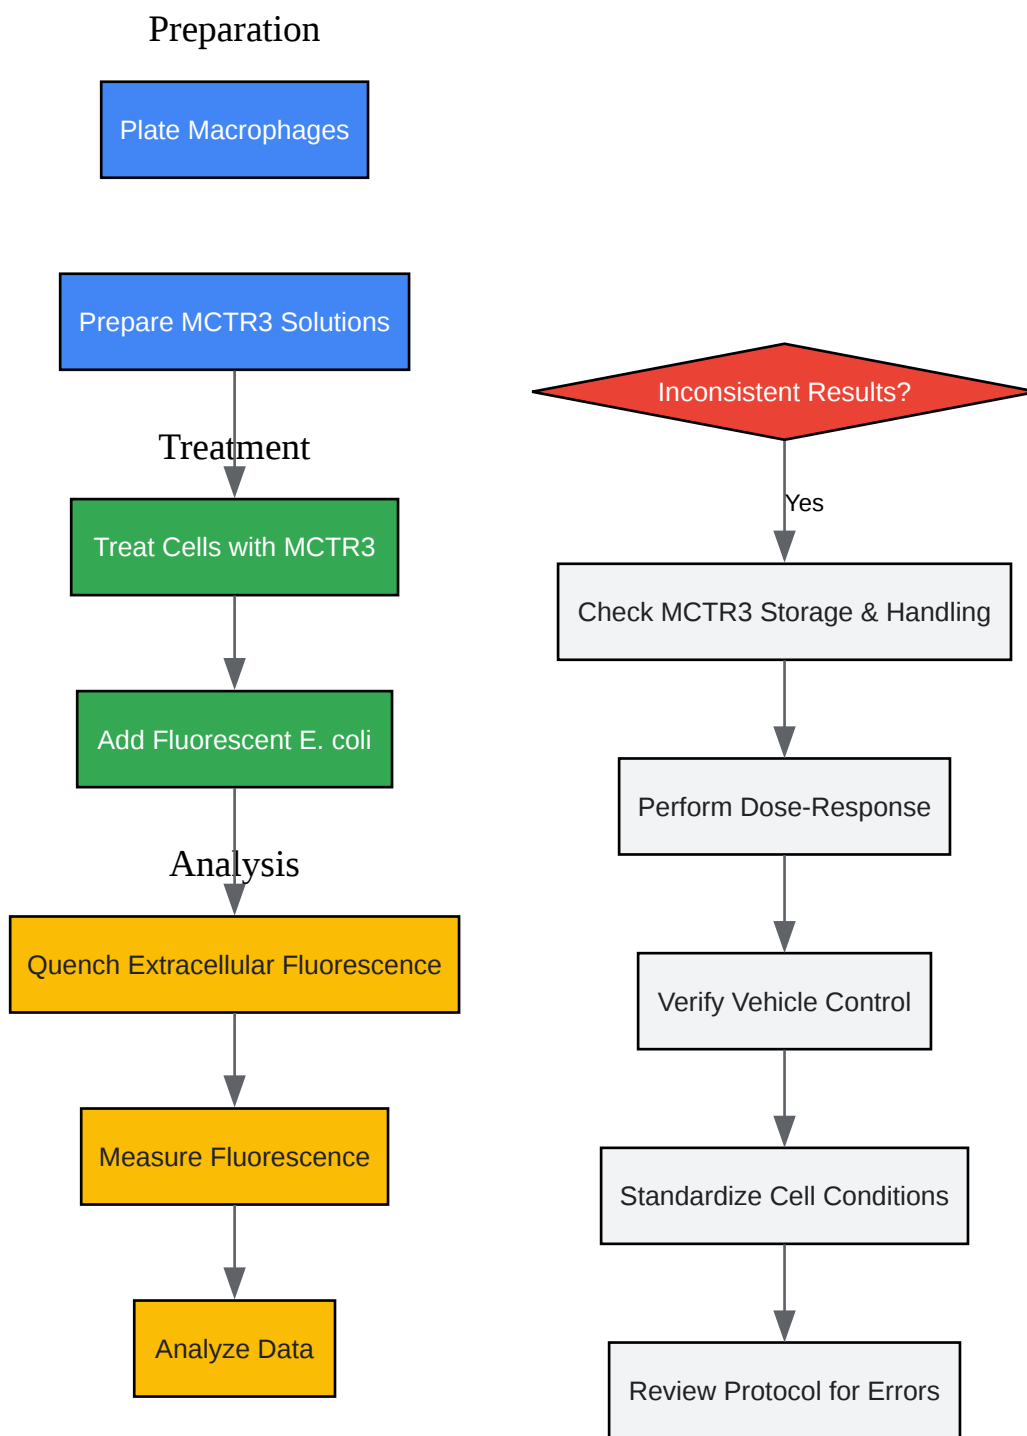 Preparation
Plate Macrophages
Prepare MCTR3 Solutions
Treatment
Treat Cells with MCTR3
Add Fluorescent E. coli
Analysis
Quench Extracellular Fluorescence
Measure Fluorescence
Analyze Data
Inconsistent Results?
Yes
Check MCTR3 Storage & Handling
Perform Dose-Response
Verify Vehicle Control
Standardize Cell Conditions
Review Protocol for Errors